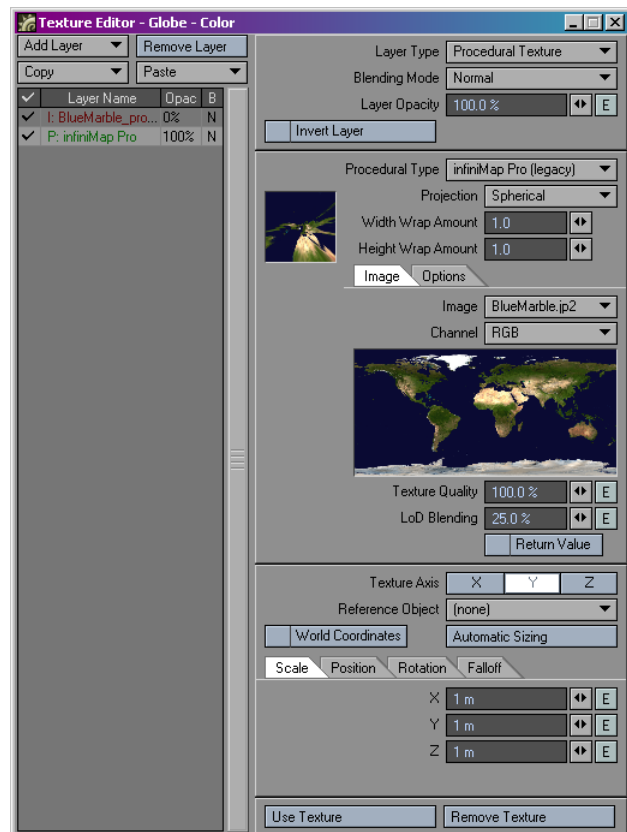 Texture Editor - Globe - Color
Add Layer
Remove Layer
Copy
Paste
Layer Name Opac B
I: BlueMarble_pro... 0% N
P: infiniMap Pro 100% N
Layer Type Procedural Texture
Blending Mode Normal
Layer Opacity 100.0 % E
Invert Layer
Procedural Type infiniMap Pro (legacy)
Projection Spherical
Width Wrap Amount 1.0
Height Wrap Amount 1.0
Image Options
Image BlueMarble.jp2
Channel RGB
Texture Quality 100.0 % E
LoD Blending 25.0 % E
Return Value
Texture Axis X Y Z
Reference Object (none)
World Coordinates Automatic Sizing
Scale Position Rotation Falloff
X 1 m E
Y 1 m E
Z 1 m E
Use Texture Remove Texture